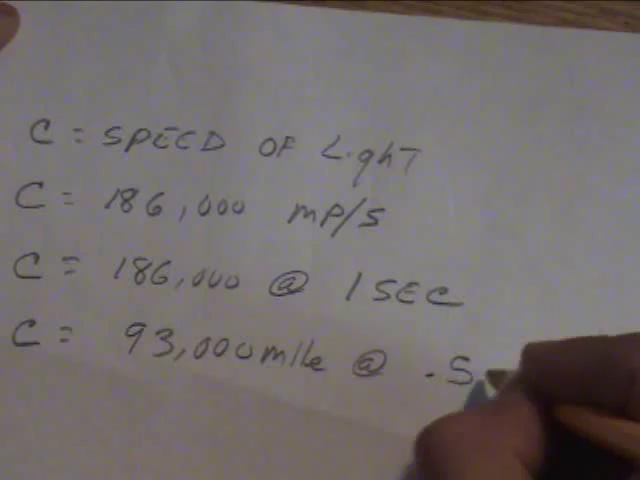 C = SPEED OF LighT
C = 186,000 mP/S
C = 186,000 @ 1 SEC
C = 93,000 mile @ .5